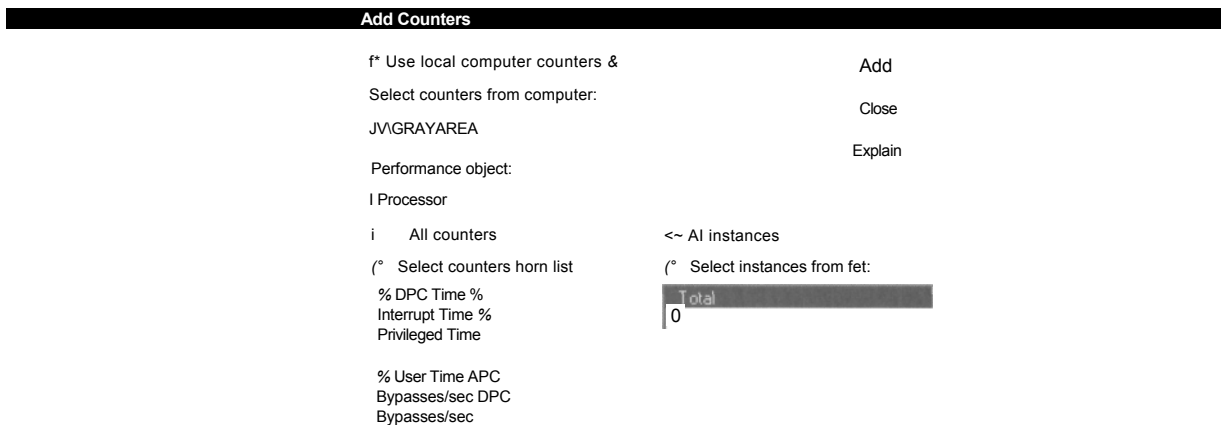 Add Counters
f* Use local computer counters &
Add
Select counters from computer:
Close
JV\GRAYAREA
Explain
Performance object:
I Processor
i All counters
<~ AI instances
(° Select counters horn list
(° Select instances from fet:
% DPC Time %
Interrupt Time %
Privileged Time
Total
0
% User Time APC
Bypasses/sec DPC
Bypasses/sec